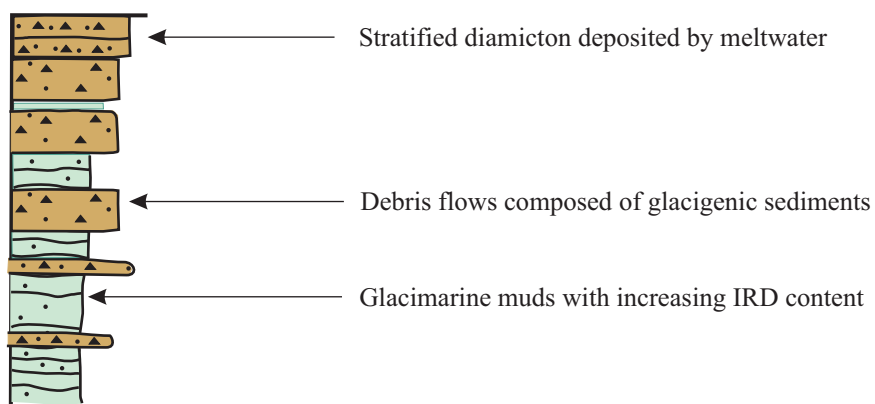 Stratified diamicton deposited by meltwater
Debris flows composed of glacigenic sediments
Glacimarine muds with increasing IRD content